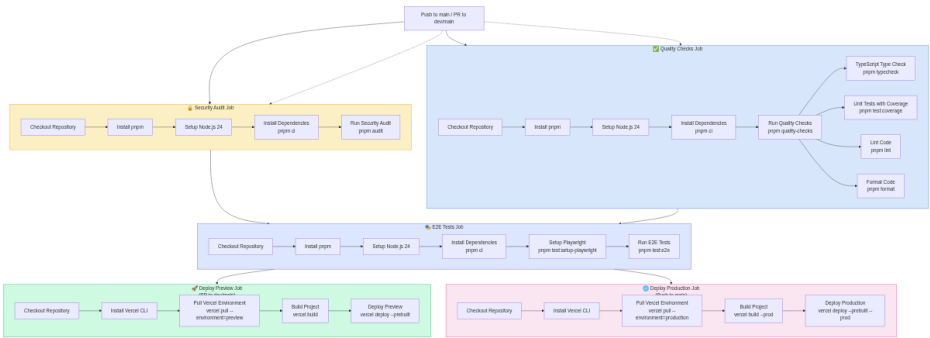 Push to main / PR to
dev/main
🔒 Security Audit Job
Checkout Repository
Install pnpm
Setup Node.js 24
Install Dependencies
pnpm ci
Run Security Audit
pnpm audit
✅ Quality Checks Job
Checkout Repository
Install pnpm
Setup Node.js 24
Install Dependencies
pnpm ci
Run Quality Checks
pnpm quality-checks
TypeScript Type Check
pnpm typecheck
Unit Tests with Coverage
pnpm test:coverage
Lint Code
pnpm lint
Format Code
pnpm format
🎭 E2E Tests Job
Checkout Repository
Install pnpm
Setup Node.js 24
Install Dependencies
pnpm ci
Setup Playwright
pnpm test:setup-playwright
Run E2E Tests
pnpm test:e2e
🚀 Deploy Preview Job
Checkout Repository
Install Vercel CLI
Pull Vercel Environment
vercel pull --
environment=preview
Build Project
vercel build
Deploy Preview
vercel deploy --prebuilt
🌐 Deploy Production Job
Checkout Repository
Install Vercel CLI
Pull Vercel Environment
vercel pull --
environment=production
Build Project
vercel build --prod
Deploy Production
vercel deploy --prebuilt --
prod